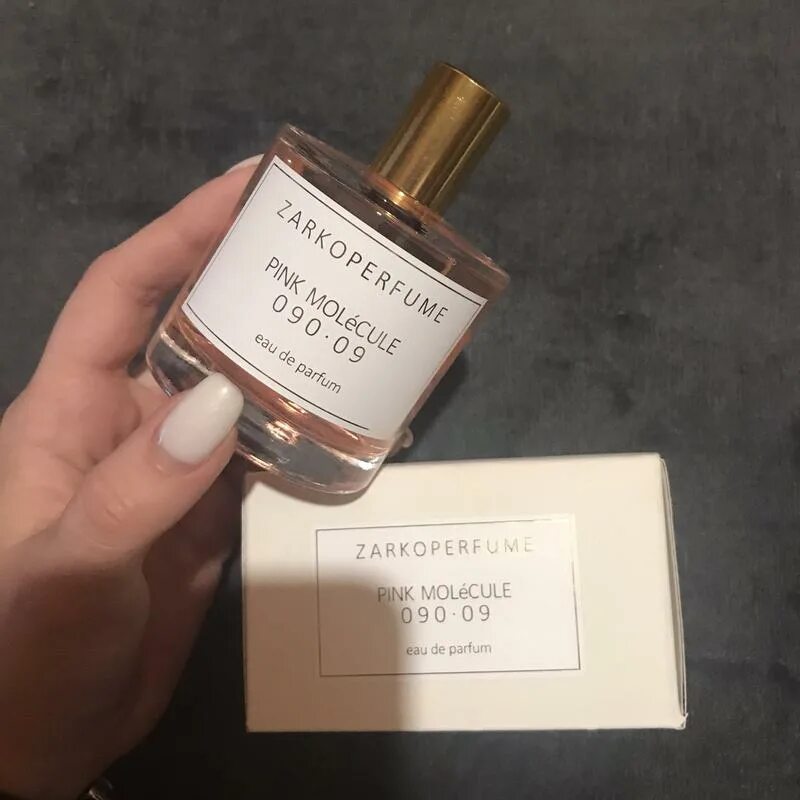 ZARKOPERFUME
PINK MOLéCULE
090·09
eau de parfum
ZARKOPERFUME
PINK MOLéCULE
090·09
eau de parfum